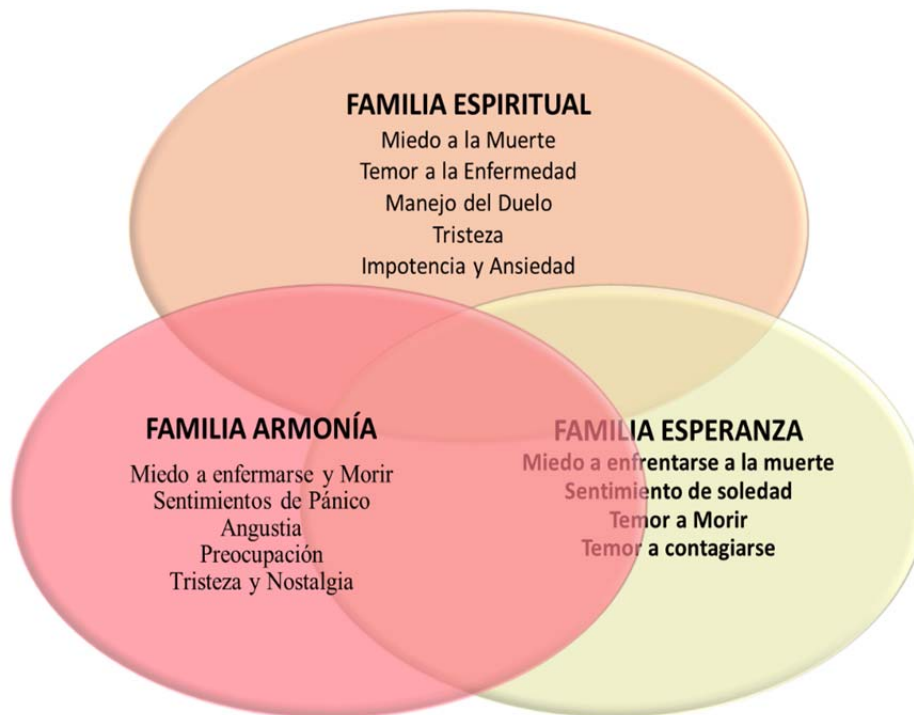 FAMILIA ESPIRITUAL
Miedo a la Muerte
Temor a la Enfermedad
Manejo del Duelo
Tristeza
Impotencia y Ansiedad
FAMILIA ARMONÍA
Miedo a enfermarse y Morir
Sentimientos de Pánico
Angustia
Preocupación
Tristeza y Nostalgia
FAMILIA ESPERANZA
Miedo a enfrentarse a la muerte
Sentimiento de soledad
Temor a Morir
Temor a contagiarse